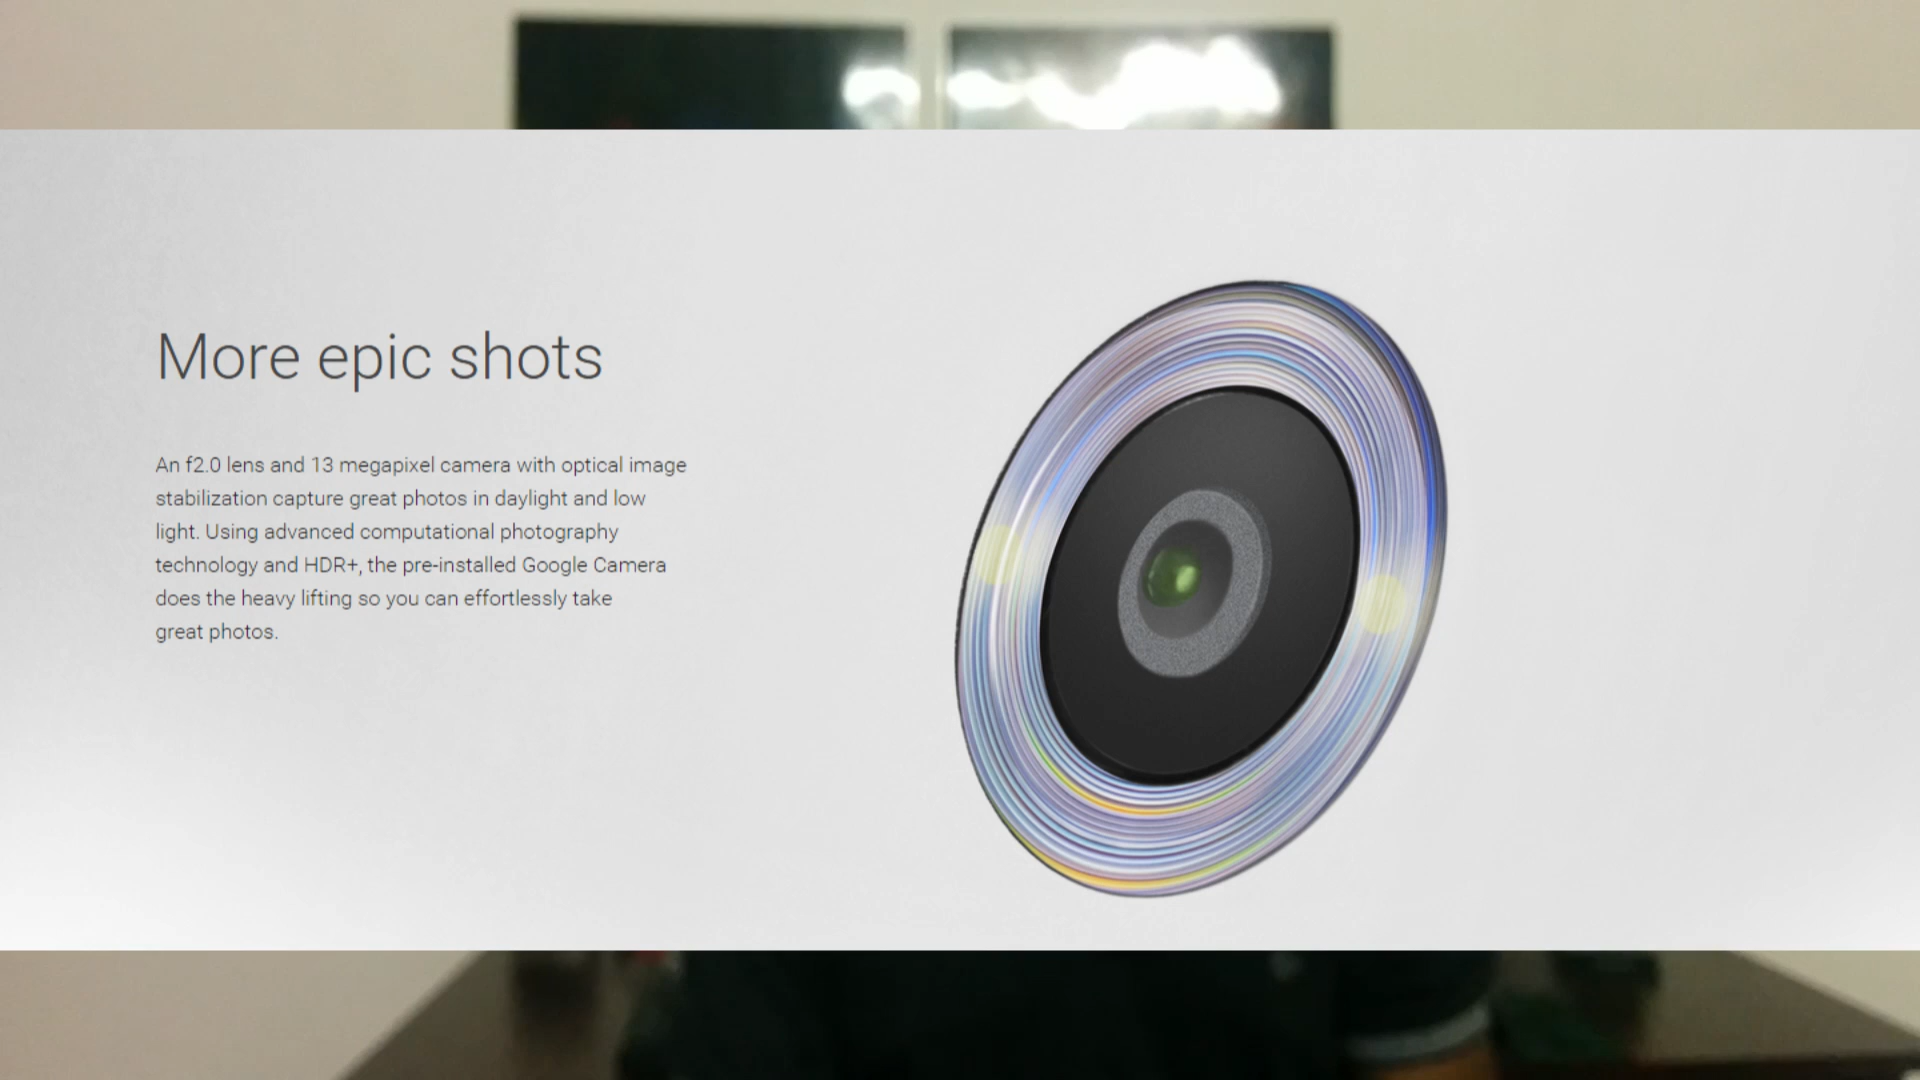 More epic shots
An f2.0 lens and 13 megapixel camera with optical image
stabilization capture great photos in daylight and low
light. Using advanced computational photography
technology and HDR+, the pre-installed Google Camera
does the heavy lifting so you can effortlessly take
great photos.